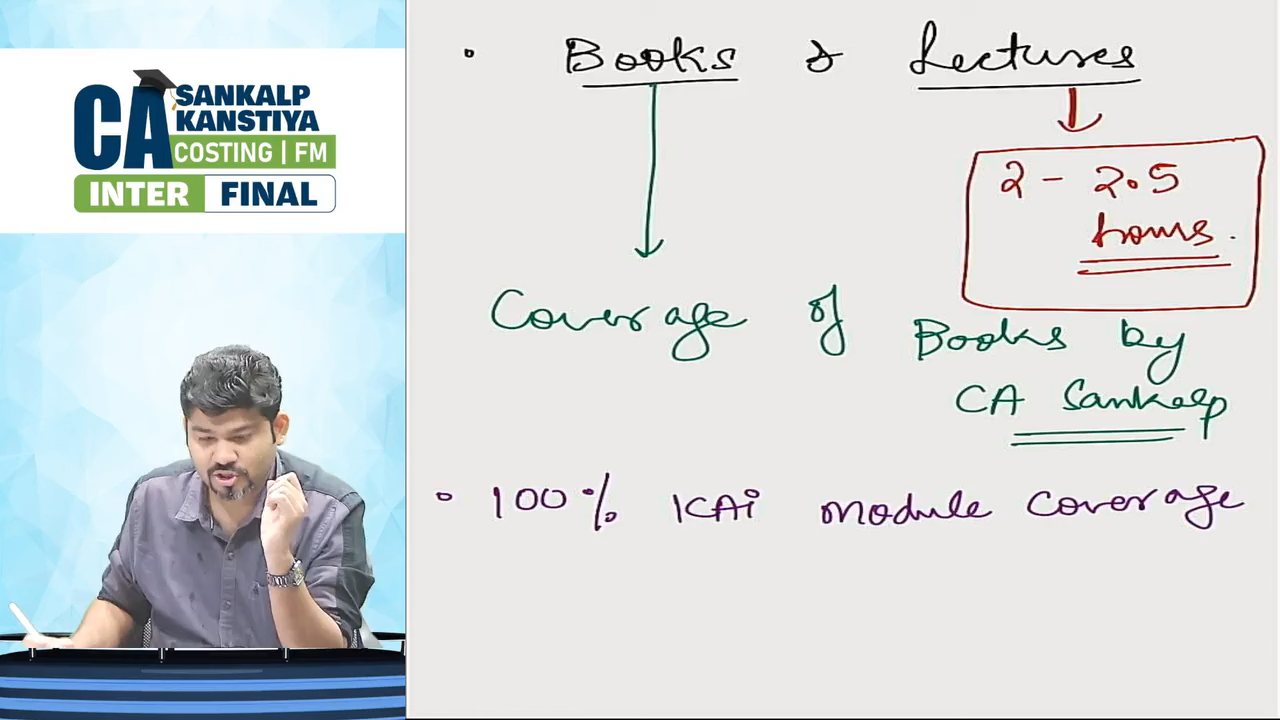 CA
SANKALP
KANSTIYA
COSTING | FM
INTER FINAL
• Books & Lectures
2 - 2.5
hours.
Coverage of Books by
CA Sankalp
• 100% ICAi module coverage